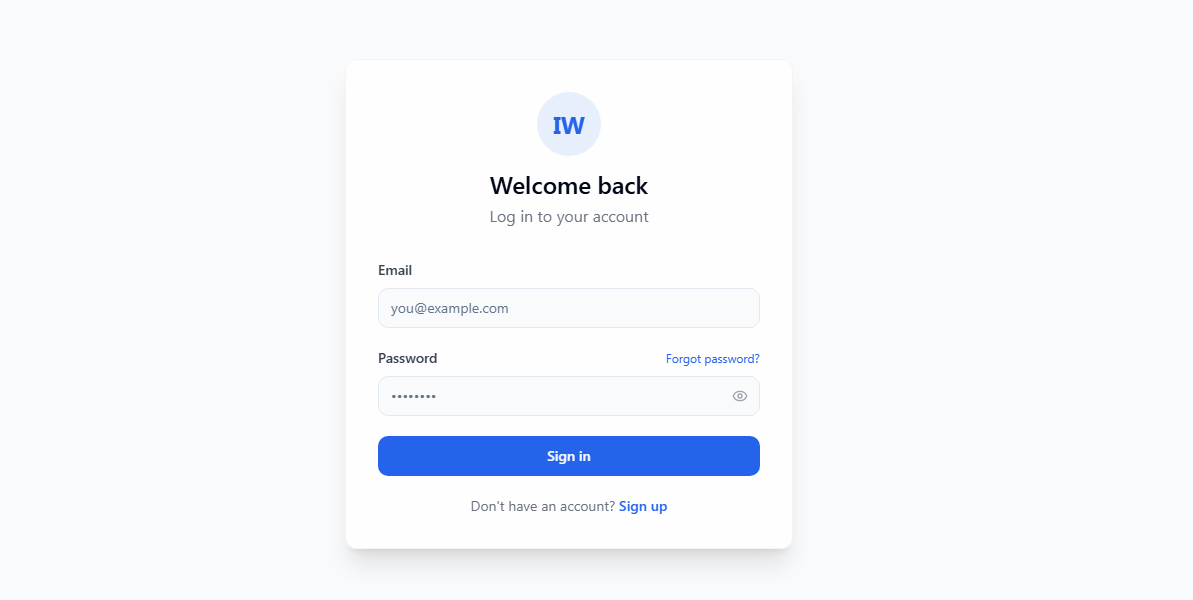 IW
Welcome back
Log in to your account
Email
you@example.com
Password Forgot password?
••••••••
Sign in
Don't have an account? Sign up